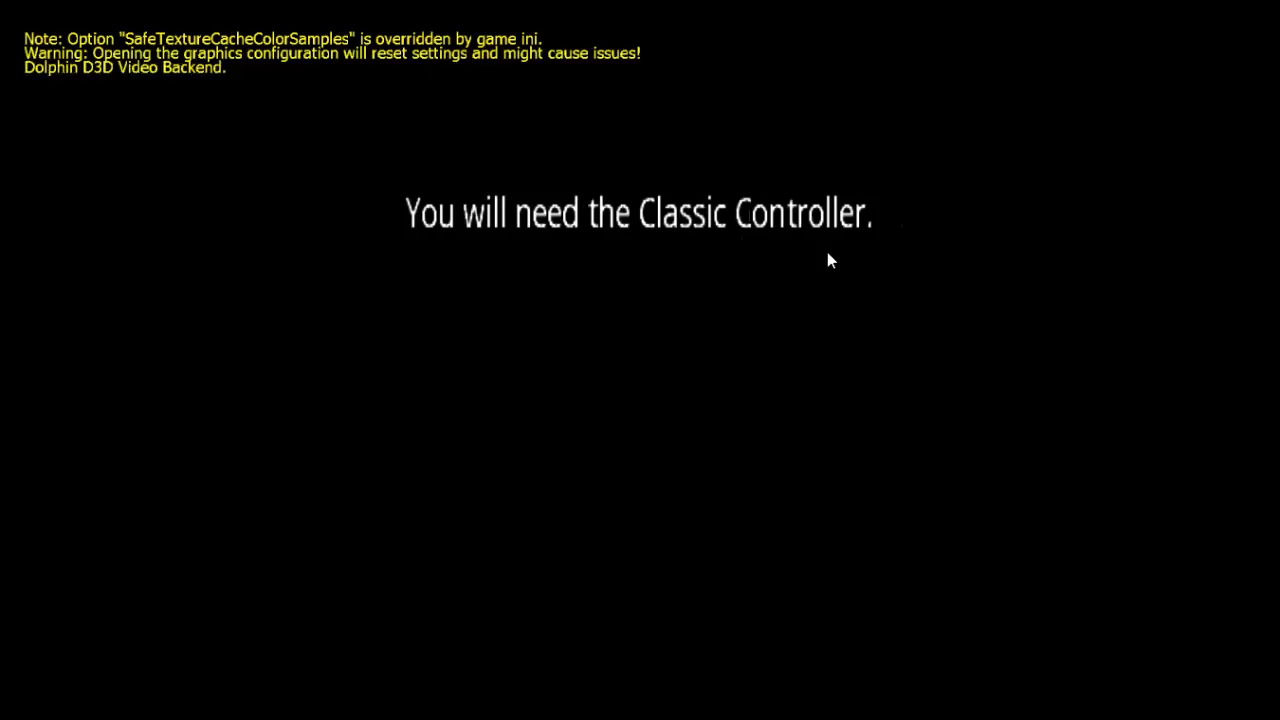 Note: Option "SafeTextureCacheColorSamples" is overridden by game ini.
Warning: Opening the graphics configuration will reset settings and might cause issues!
Dolphin D3D Video Backend.
You will need the Classic Controller.